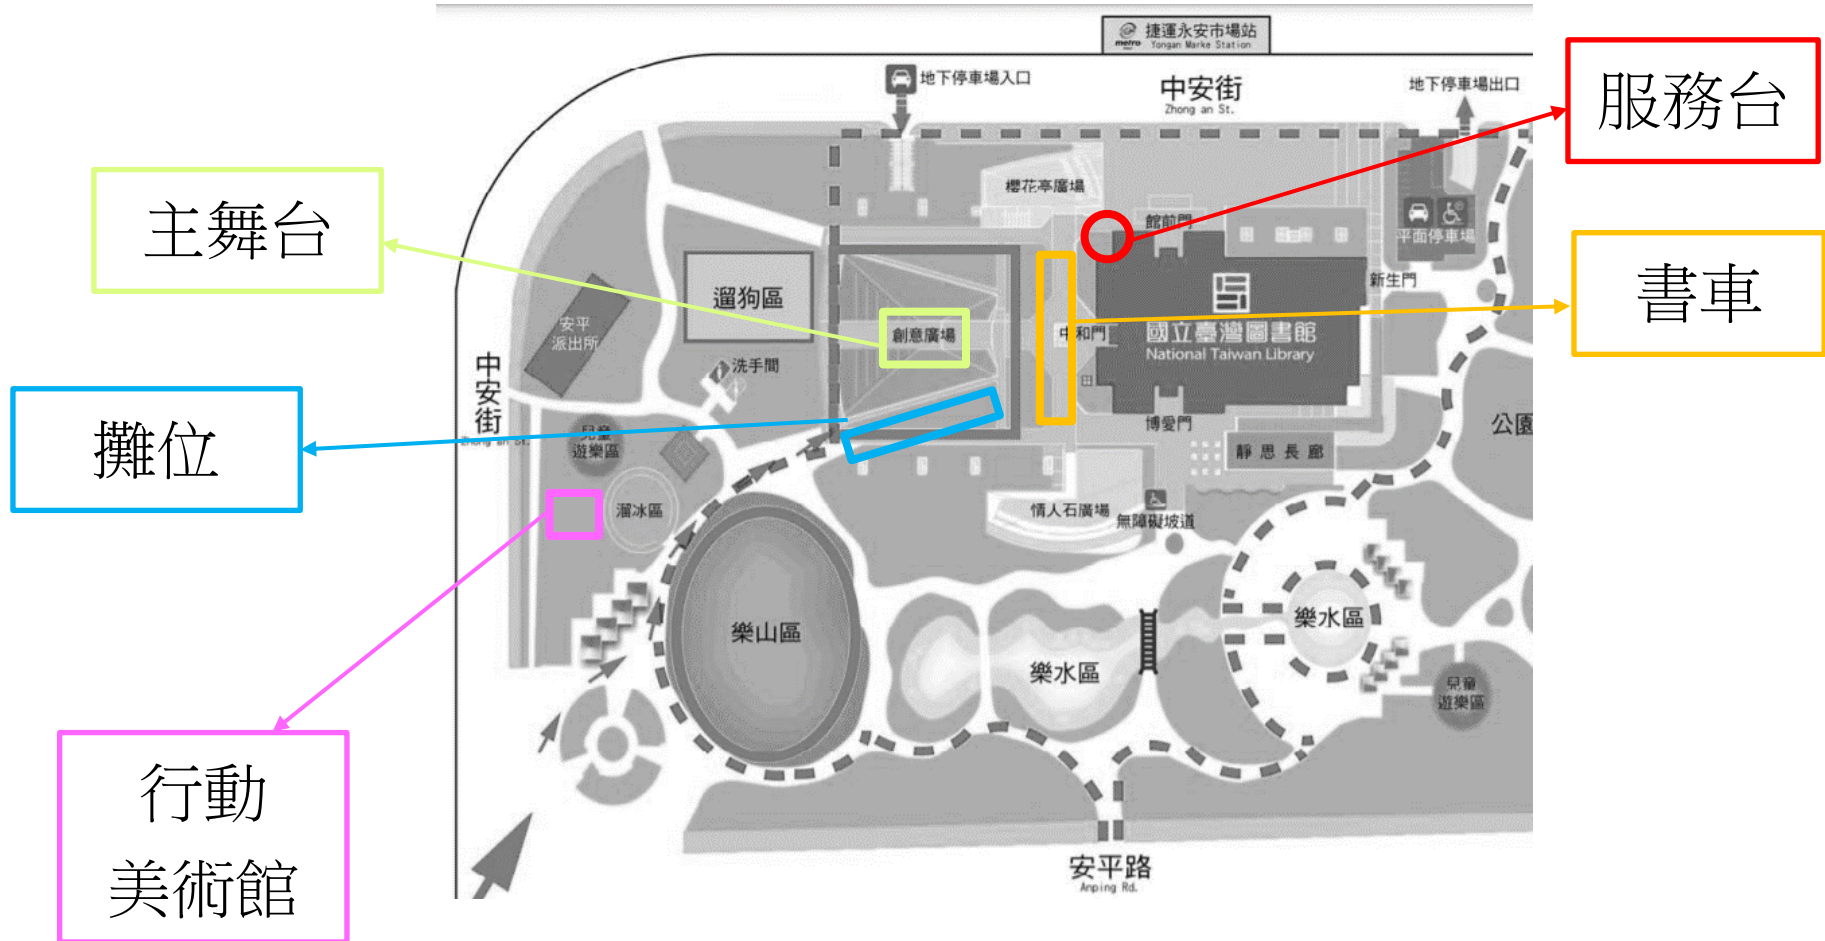 捷運永安市場站
metro
Yongan Marke Station
地下停車場入口
中安街
Zhong an St.
地下停車場出口
服務台
主舞台
櫻花亭廣場
館前門
平面停車場
書車
遛狗區
新生門
安平
派出所
創意廣場
中和門
國立臺灣圖書館
National Taiwan Library
洗手間
中安街
Zhong an St.
攤位
兒童
遊樂區
博愛門
公園
靜思長廊
溜冰區
情人石廣場
無障礙坡道
樂山區
樂水區
樂水區
兒童
遊樂區
行動
美術館
安平路
Anping Rd.